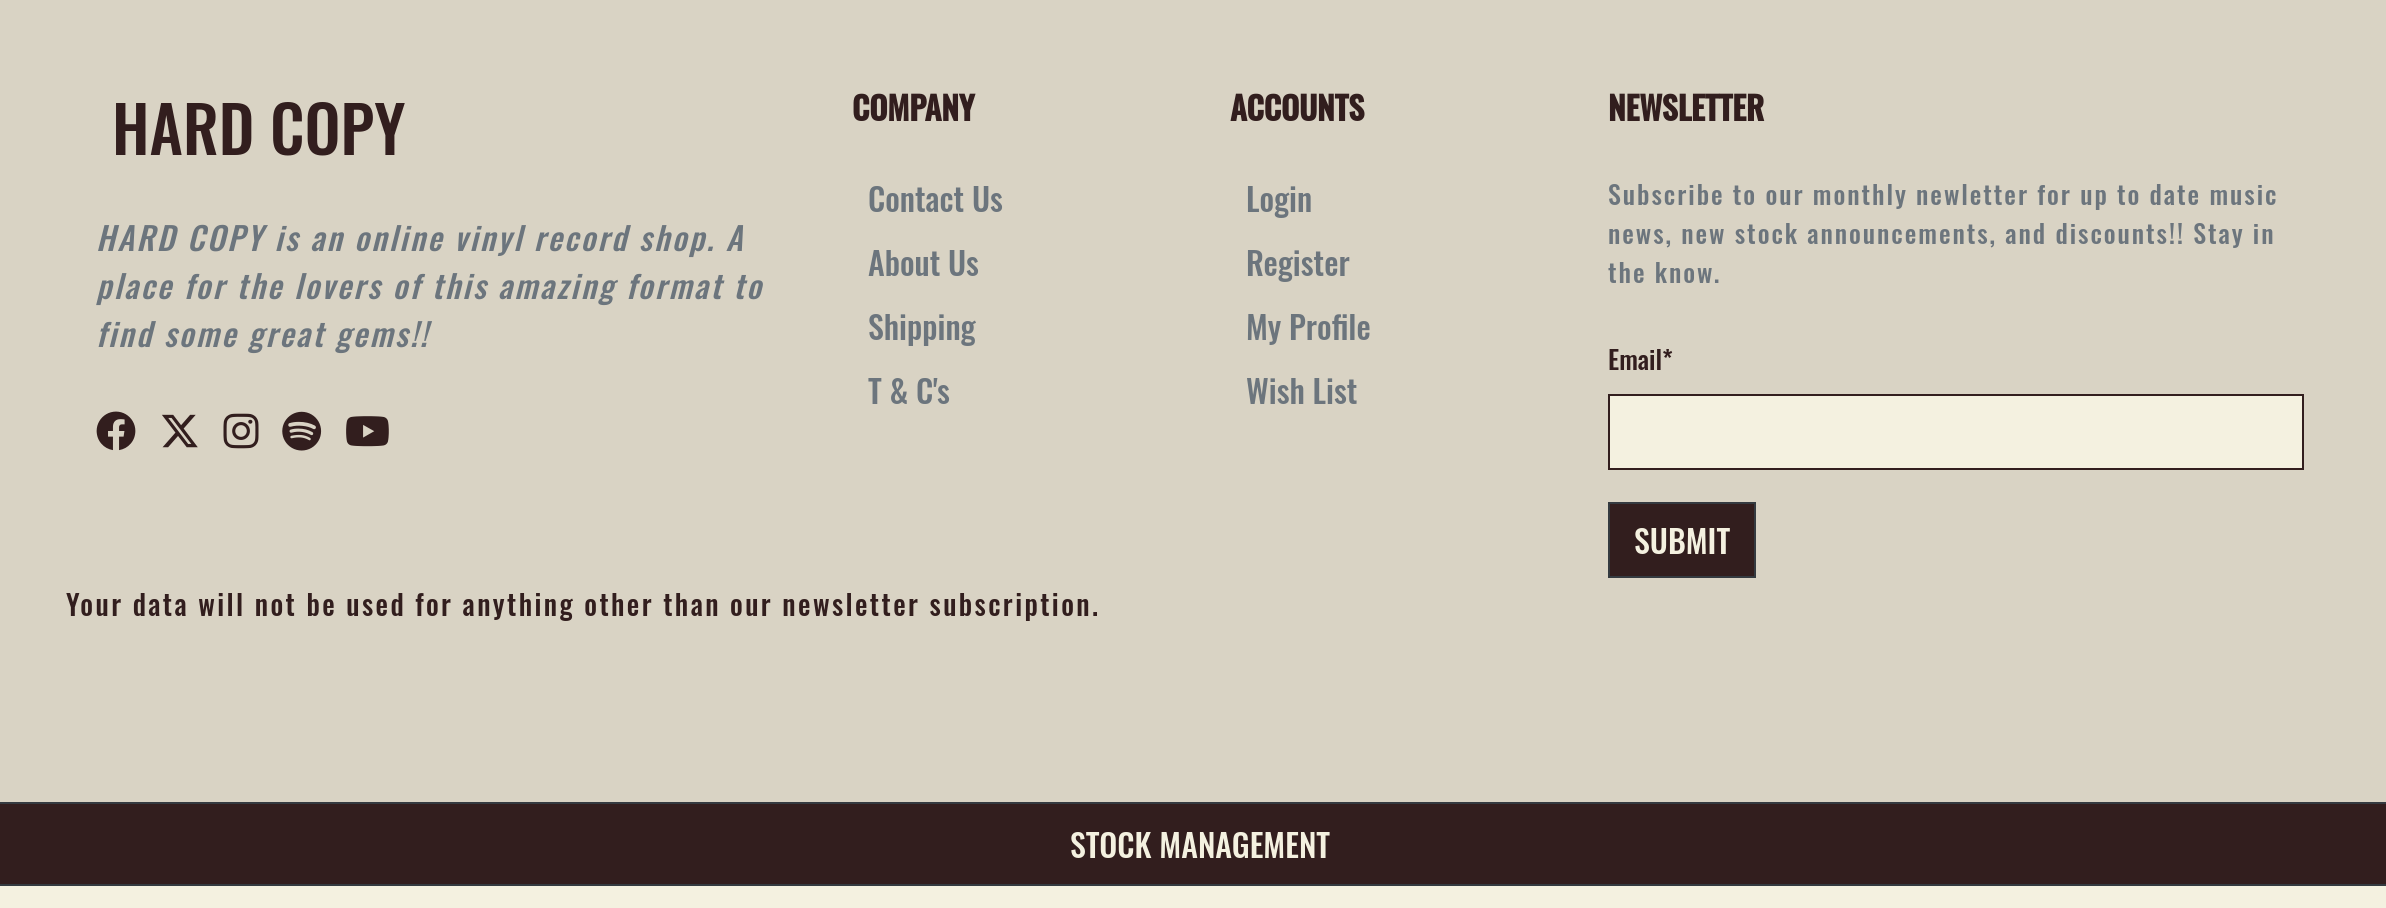 HARD COPY
HARD COPY is an online vinyl record shop. A
place for the lovers of this amazing format to
find some great gems!!
COMPANY
Contact Us
About Us
Shipping
T & C's
ACCOUNTS
Login
Register
My Profile
Wish List
NEWSLETTER
Subscribe to our monthly newletter for up to date music
news, new stock announcements, and discounts!! Stay in
the know.
Email*
SUBMIT
Your data will not be used for anything other than our newsletter subscription.
STOCK MANAGEMENT